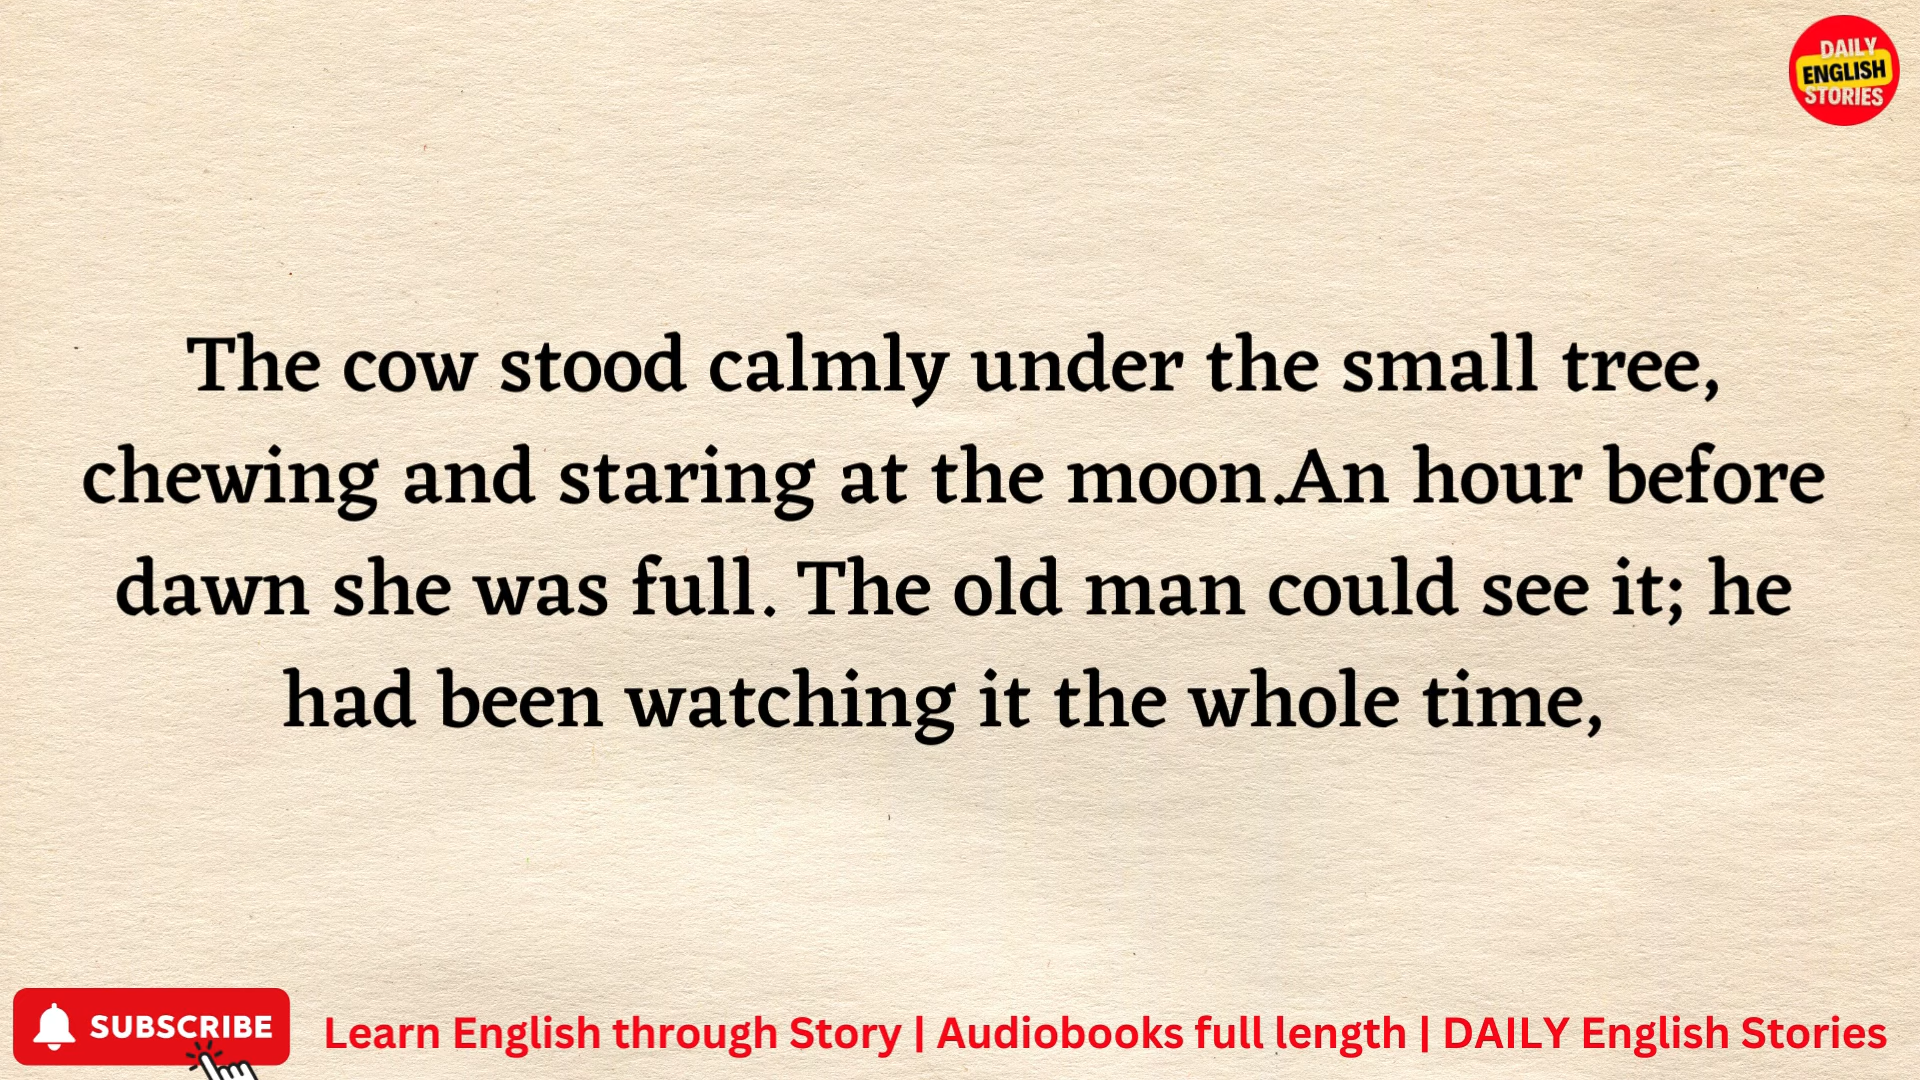 DAILY
ENGLISH
STORIES
The cow stood calmly under the small tree,
chewing and staring at the moon.An hour before
dawn she was full. The old man could see it; he
had been watching it the whole time,
SUBSCRIBE
Learn English through Story | Audiobooks full length | DAILY English Stories